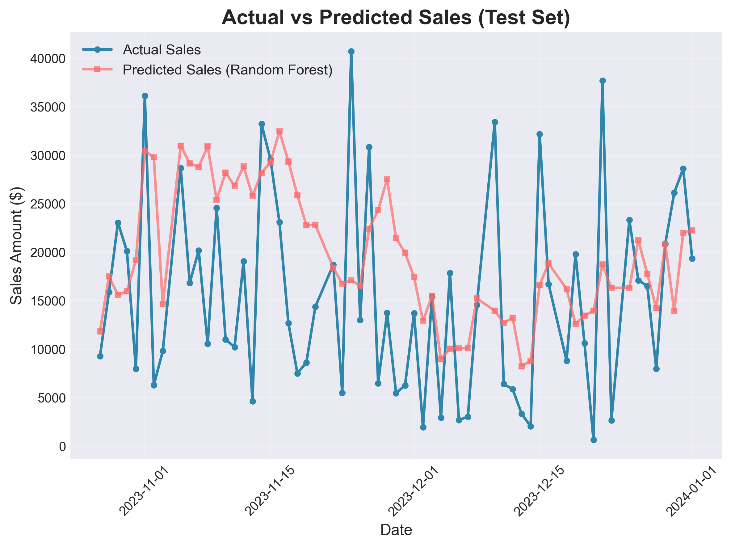 Actual vs Predicted Sales (Test Set)
Actual Sales
Predicted Sales (Random Forest)
Sales Amount ($)
40000
35000
30000
25000
20000
15000
10000
5000
0
2023-11-01
2023-11-15
2023-12-01
2023-12-15
2024-01-01
Date